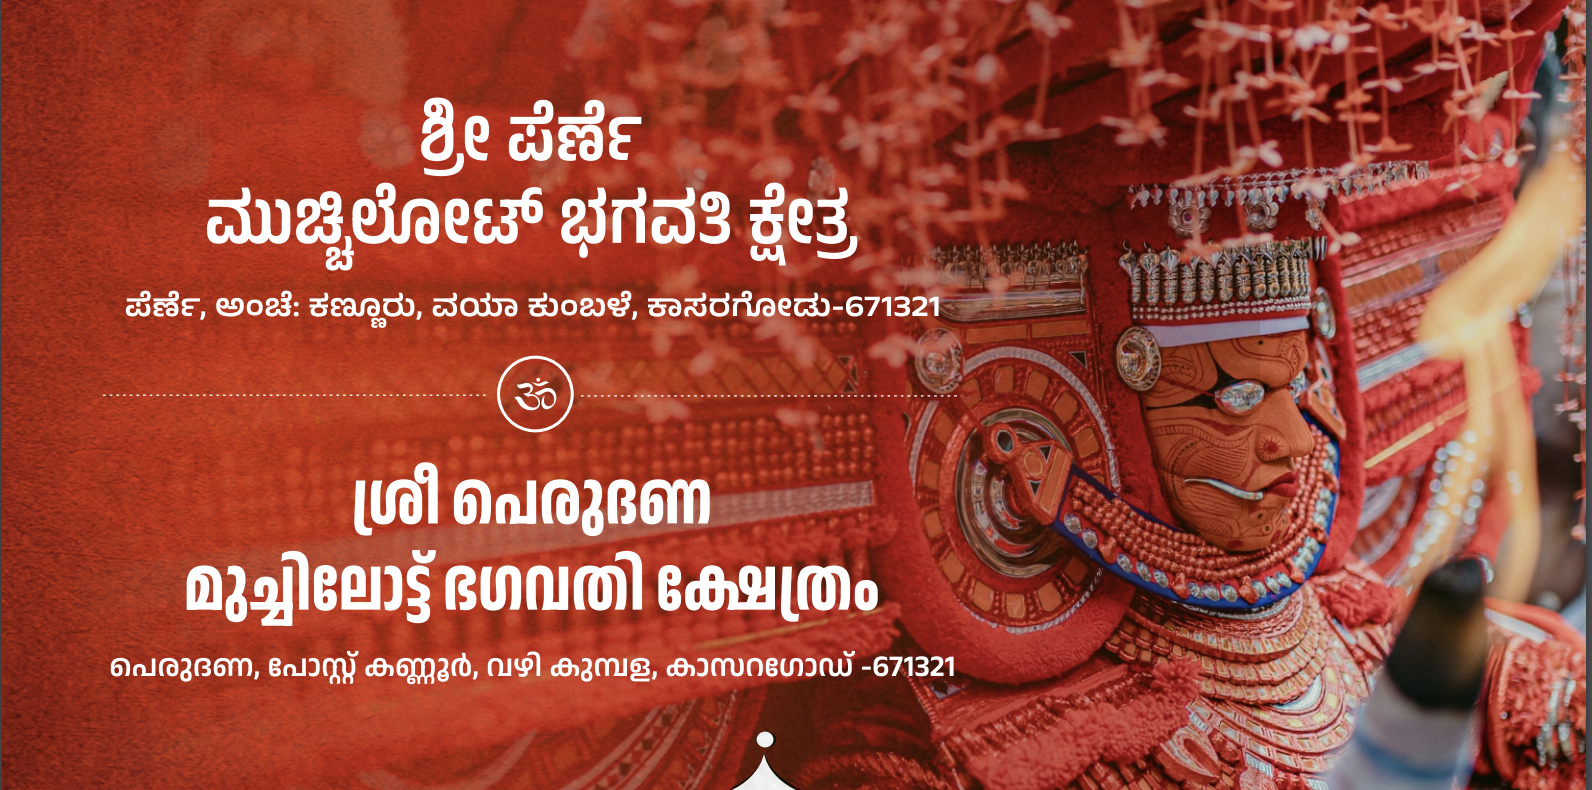 ಶ್ರೀ ಪೆರ್ಣೆ
ಮುಚ್ಚಿಲೋಟ್ ಭಗವತಿ ಕ್ಷೇತ್ರ
ಪೆರ್ಣೆ, ಅಂಚೆ: ಕಣ್ಣೂರು, ವಯಾ ಕುಂಬಳೆ, ಕಾಸರಗೋಡು-671321
ॐ
ശ്രീ പെരുദണ
മുച്ചിലോട്ട് ഭഗവതി ക്ഷേത്രം
പെരുദണ, പോസ്റ്റ് കണ്ണൂർ, വഴി കുമ്പള, കാസറഗോഡ് -671321